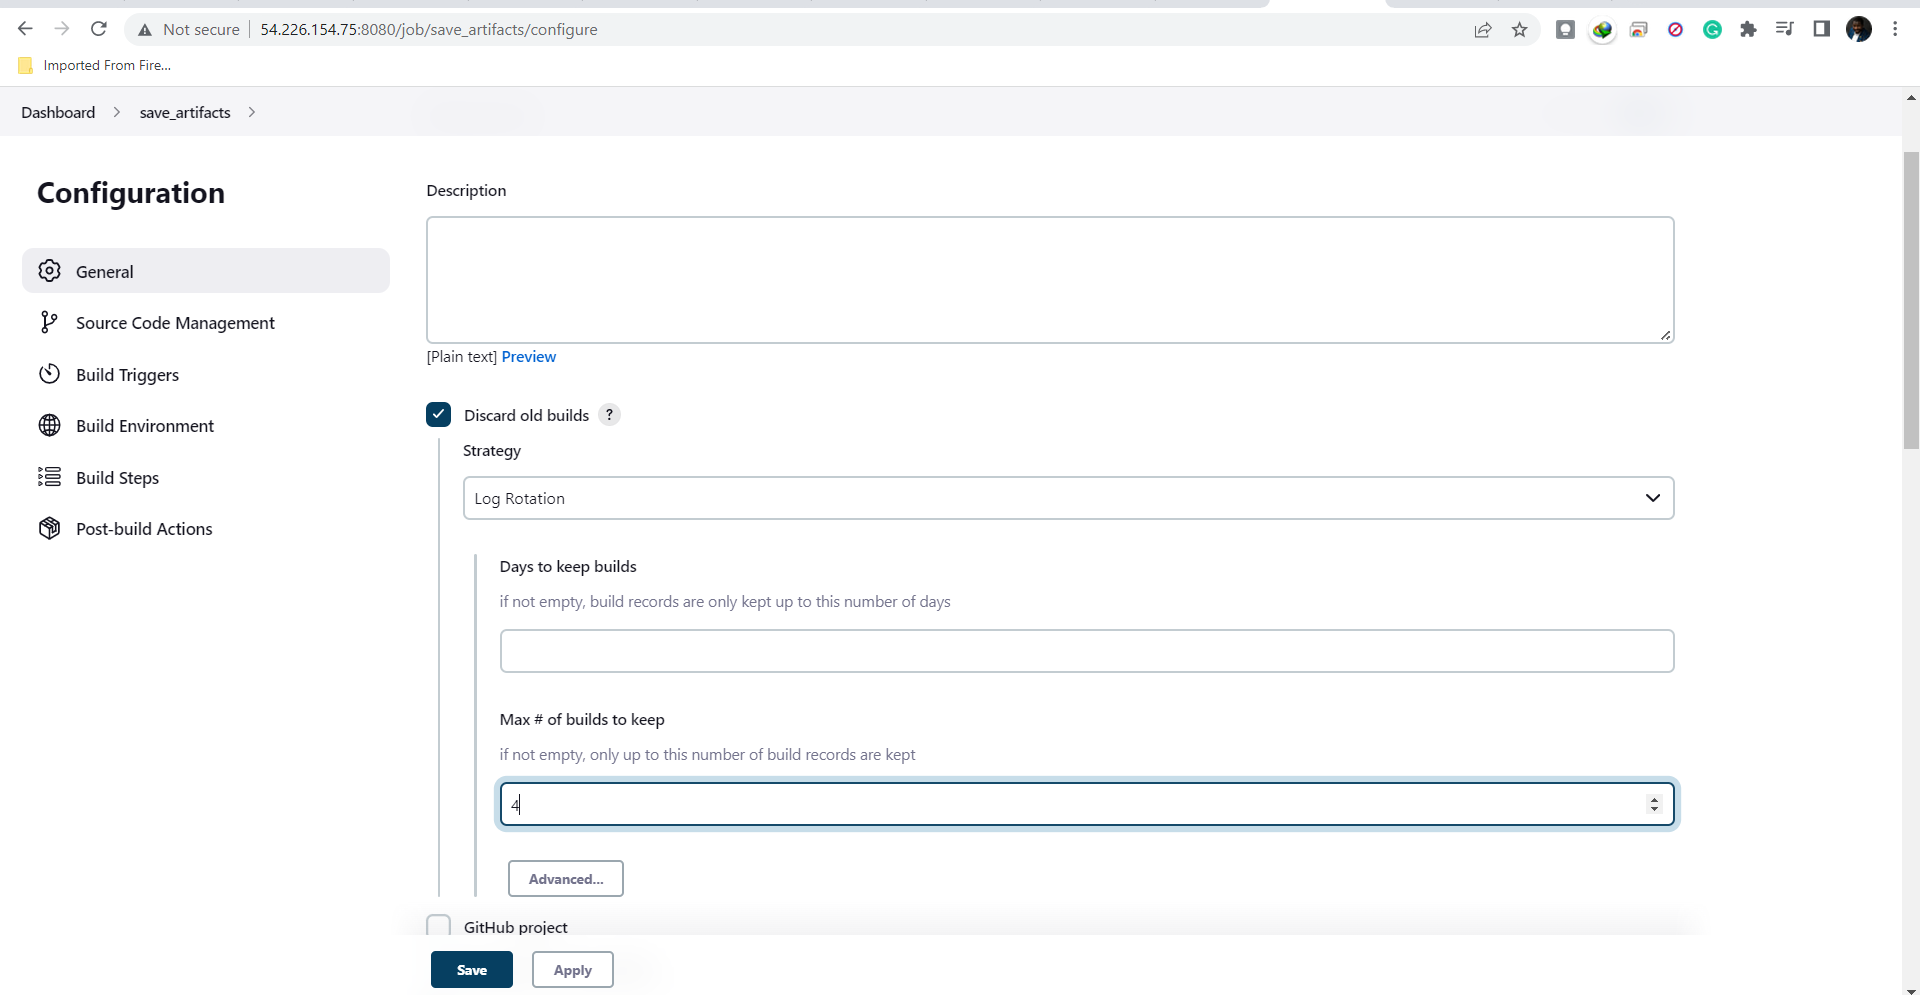 Not secure
54.226.154.75:8080/job/save_artifacts/configure
Imported From Fire...
Dashboard
save_artifacts
Configuration
General
Source Code Management
Build Triggers
Build Environment
Build Steps
Post-build Actions
Description
[Plain text] Preview
Discard old builds ?
Strategy
Log Rotation
Days to keep builds
if not empty, build records are only kept up to this number of days
Max # of builds to keep
if not empty, only up to this number of build records are kept
4
Advanced...
GitHub project
Save
Apply